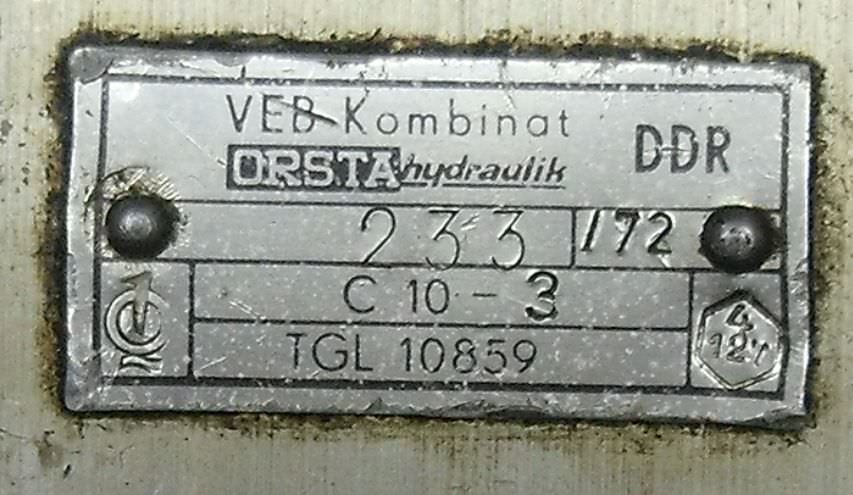 VEB Kombinat
DDR
ORSTA hydraulik
233 /72
C 10 - 3
TGL 10859